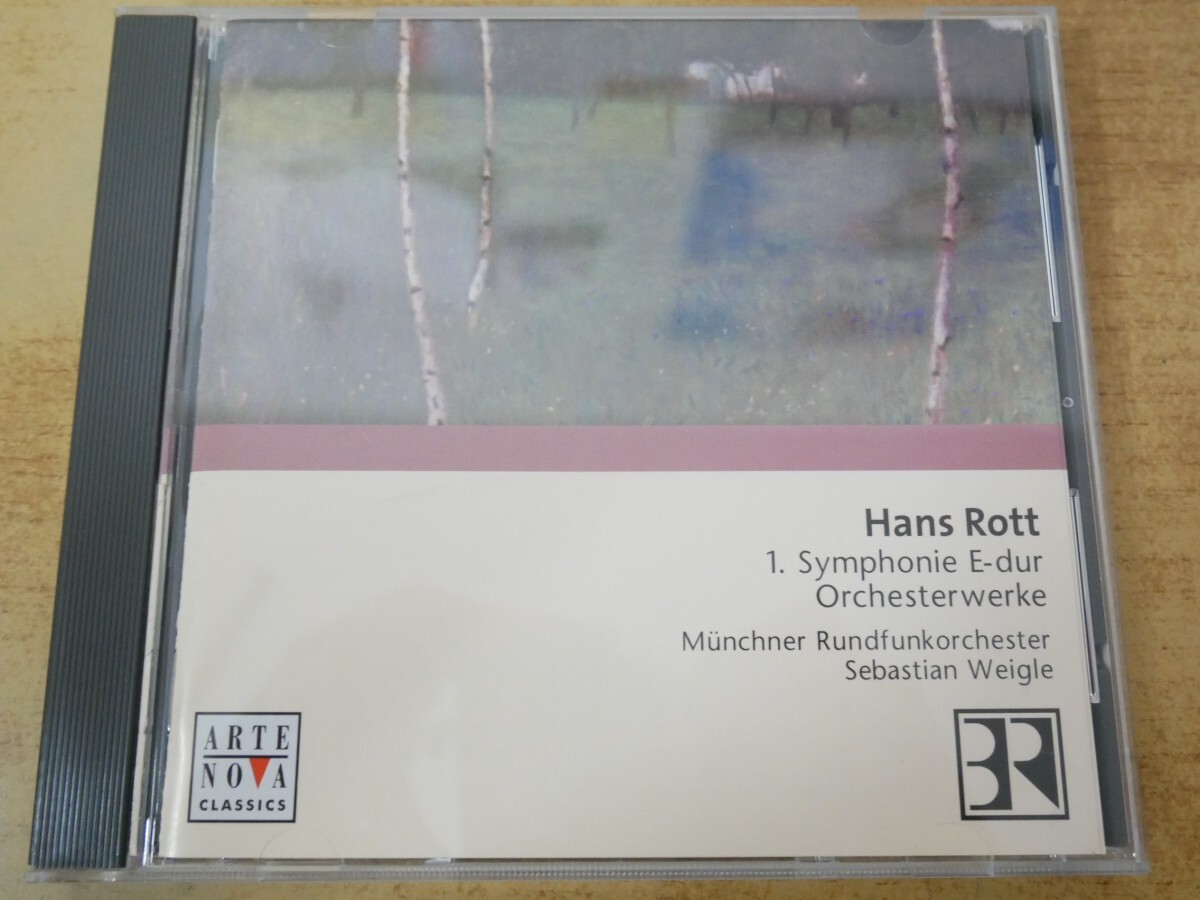 Hans Rott
1. Symphonie E-dur
Orchesterwerke
Münchner Rundfunkorchester
Sebastian Weigle
ARTE
NOVA
CLASSICS
BR